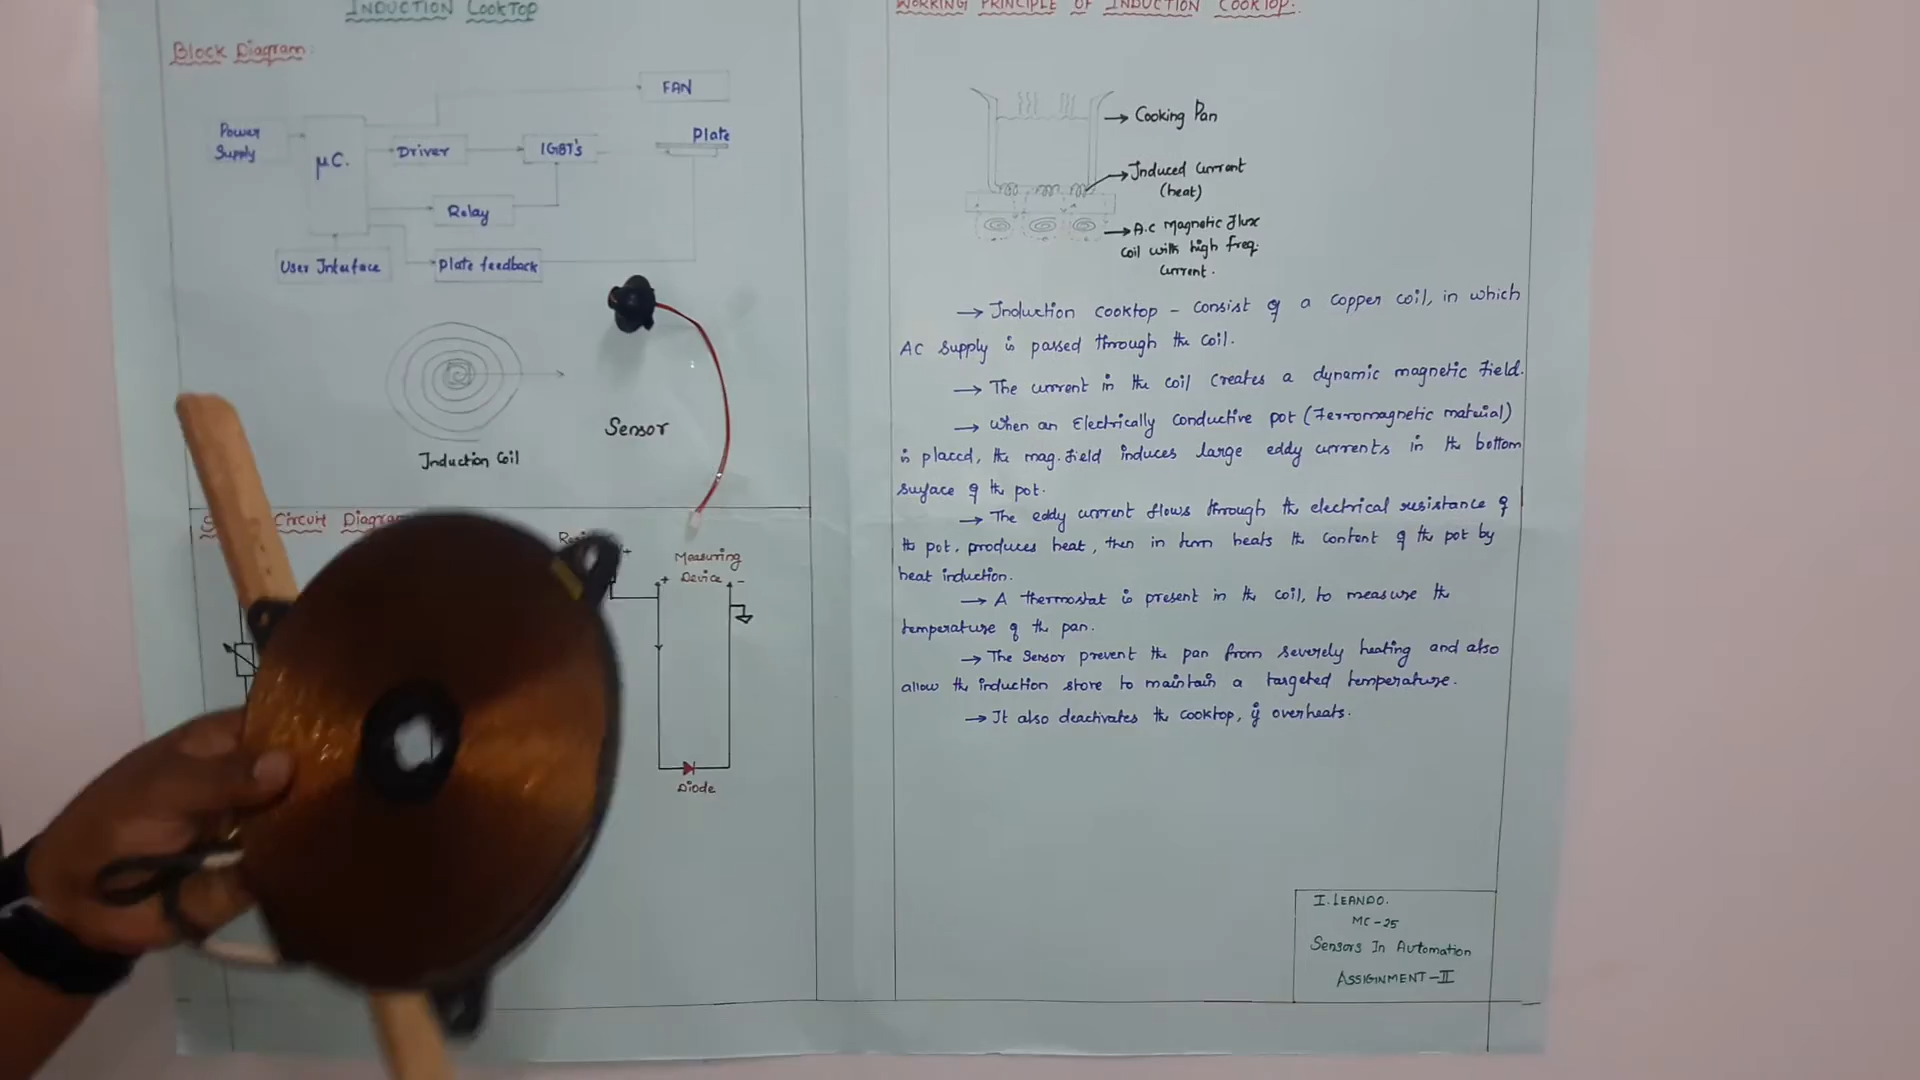 INDUCTION COOKTOP
Block Diagram
FAN
Power
Supply
µC.
Driver
IGBT's
Plate
Relay
User Interface
Plate feedback
Induction Coil
Sensor
Circuit Diagram
Measuring
Device
+
-
Diode
WORKING PRINCIPLE OF INDUCTION COOKTOP.
Cooking Pan
Induced Current
(heat)
A.C Magnetic Flux
Coil with high freq.
Current.
→ Induction cooktop - Consist of a copper coil, in which
AC Supply is passed through the coil.
→ The current in the coil Creates a dynamic magnetic field.
→ When an Electrically Conductive pot (Ferromagnetic material)
is placed, the mag. field induces large eddy currents in the bottom
surface of the pot.
→ The eddy current flows through the electrical resistance of
the pot. produces heat, then in turn heats the content of the pot by
heat induction.
→ A thermostat is present in the coil, to measure the
temperature of the pan.
→ The Sensor prevent the pan from severely heating and also
allow the induction stove to maintain a targeted temperature.
→ It also deactivates the cooktop, if overheats.
I. LEANDO.
MC-25
Sensors In Automation
ASSIGNMENT-II